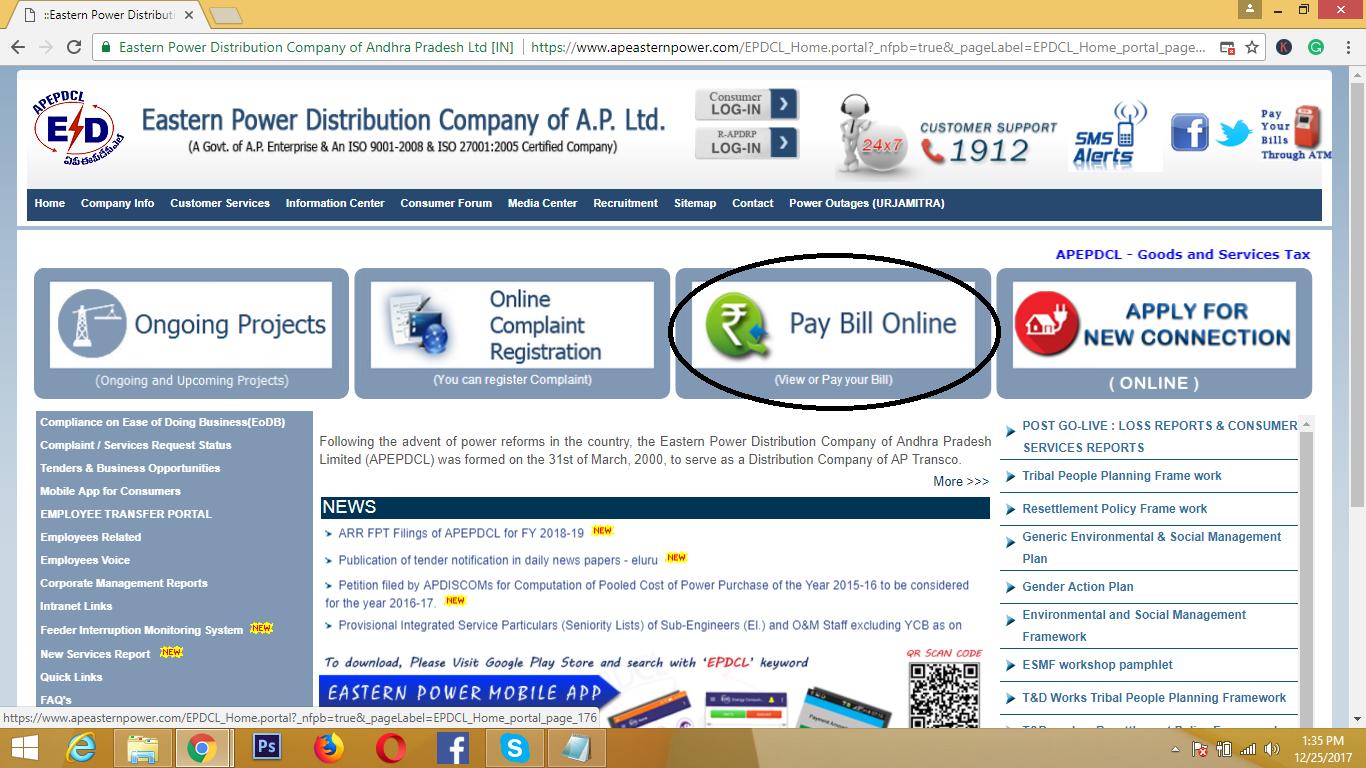 ::Eastern Power Distributi
Eastern Power Distribution Company of Andhra Pradesh Ltd [IN]
https://www.apeasternpower.com/EPDCL_Home.portal?_nfpb=true&_pageLabel=EPDCL_Home_portal_page...
APEPDCL
ఏపిఈపిడిసిఎల్
Eastern Power Distribution Company of A.P. Ltd.
(A Govt. of A.P. Enterprise & An ISO 9001-2008 & ISO 27001:2005 Certified Company)
Consumer
LOG-IN
R-APDRP
LOG-IN
24x7
CUSTOMER SUPPORT
1912
SMS
Alerts
Pay
Your
Bills
Through ATM
Home Company Info Customer Services Information Center Consumer Forum Media Center Recruitment Sitemap Contact Power Outages (URJAMITRA)
APEPDCL - Goods and Services Tax
Ongoing Projects
(Ongoing and Upcoming Projects)
Online
Complaint
Registration
(You can register Complaint)
Pay Bill Online
(View or Pay your Bill)
APPLY FOR
NEW CONNECTION
( ONLINE )
Compliance on Ease of Doing Business(EoDB)
Complaint / Services Request Status
Tenders & Business Opportunities
Mobile App for Consumers
EMPLOYEE TRANSFER PORTAL
Employees Related
Employees Voice
Corporate Management Reports
Intranet Links
Feeder Interruption Monitoring System NEW
New Services Report NEW
Quick Links
FAQ's
Following the advent of power reforms in the country, the Eastern Power Distribution Company of Andhra Pradesh
Limited (APEPDCL) was formed on the 31st of March, 2000, to serve as a Distribution Company of AP Transco.
More >>>
NEWS
ARR FPT Filings of APEPDCL for FY 2018-19 NEW
Publication of tender notification in daily news papers - eluru NEW
Petition filed by APDISCOMs for Computation of Pooled Cost of Power Purchase of the Year 2015-16 to be considered
for the year 2016-17. NEW
Provisional Integrated Service Particulars (Seniority Lists) of Sub-Engineers (El.) and O&M Staff excluding YCB as on
To download, Please Visit Google Play Store and search with 'EPDCL' keyword
QR SCAN CODE
EASTERN POWER MOBILE APP
POST GO-LIVE : LOSS REPORTS & CONSUMER
SERVICES REPORTS
Tribal People Planning Frame work
Resettlement Policy Frame work
Generic Environmental & Social Management
Plan
Gender Action Plan
Environmental and Social Management
Framework
ESMF workshop pamphlet
T&D Works Tribal People Planning Framework
https://www.apeasternpower.com/EPDCL_Home.portal?_nfpb=true&_pageLabel=EPDCL_Home_portal_page_176
Ps
1:35 PM
12/25/2017